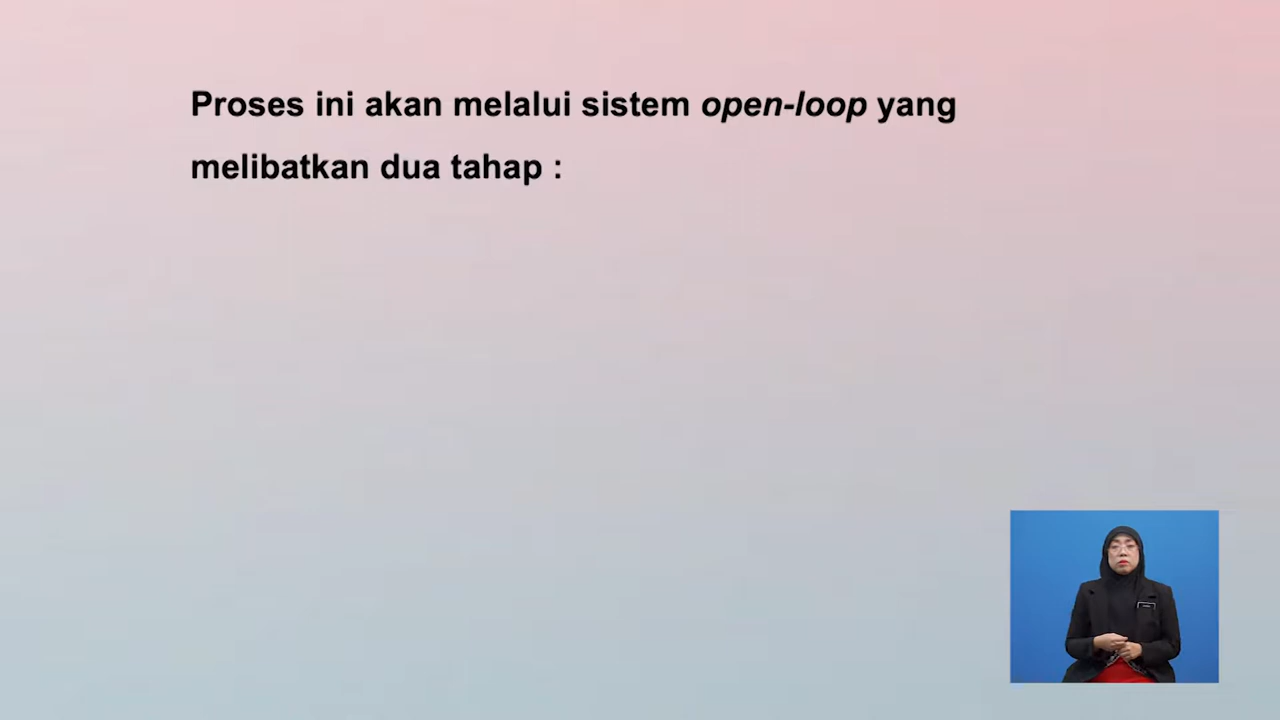 Proses ini akan melalui sistem open-loop yang
melibatkan dua tahap :